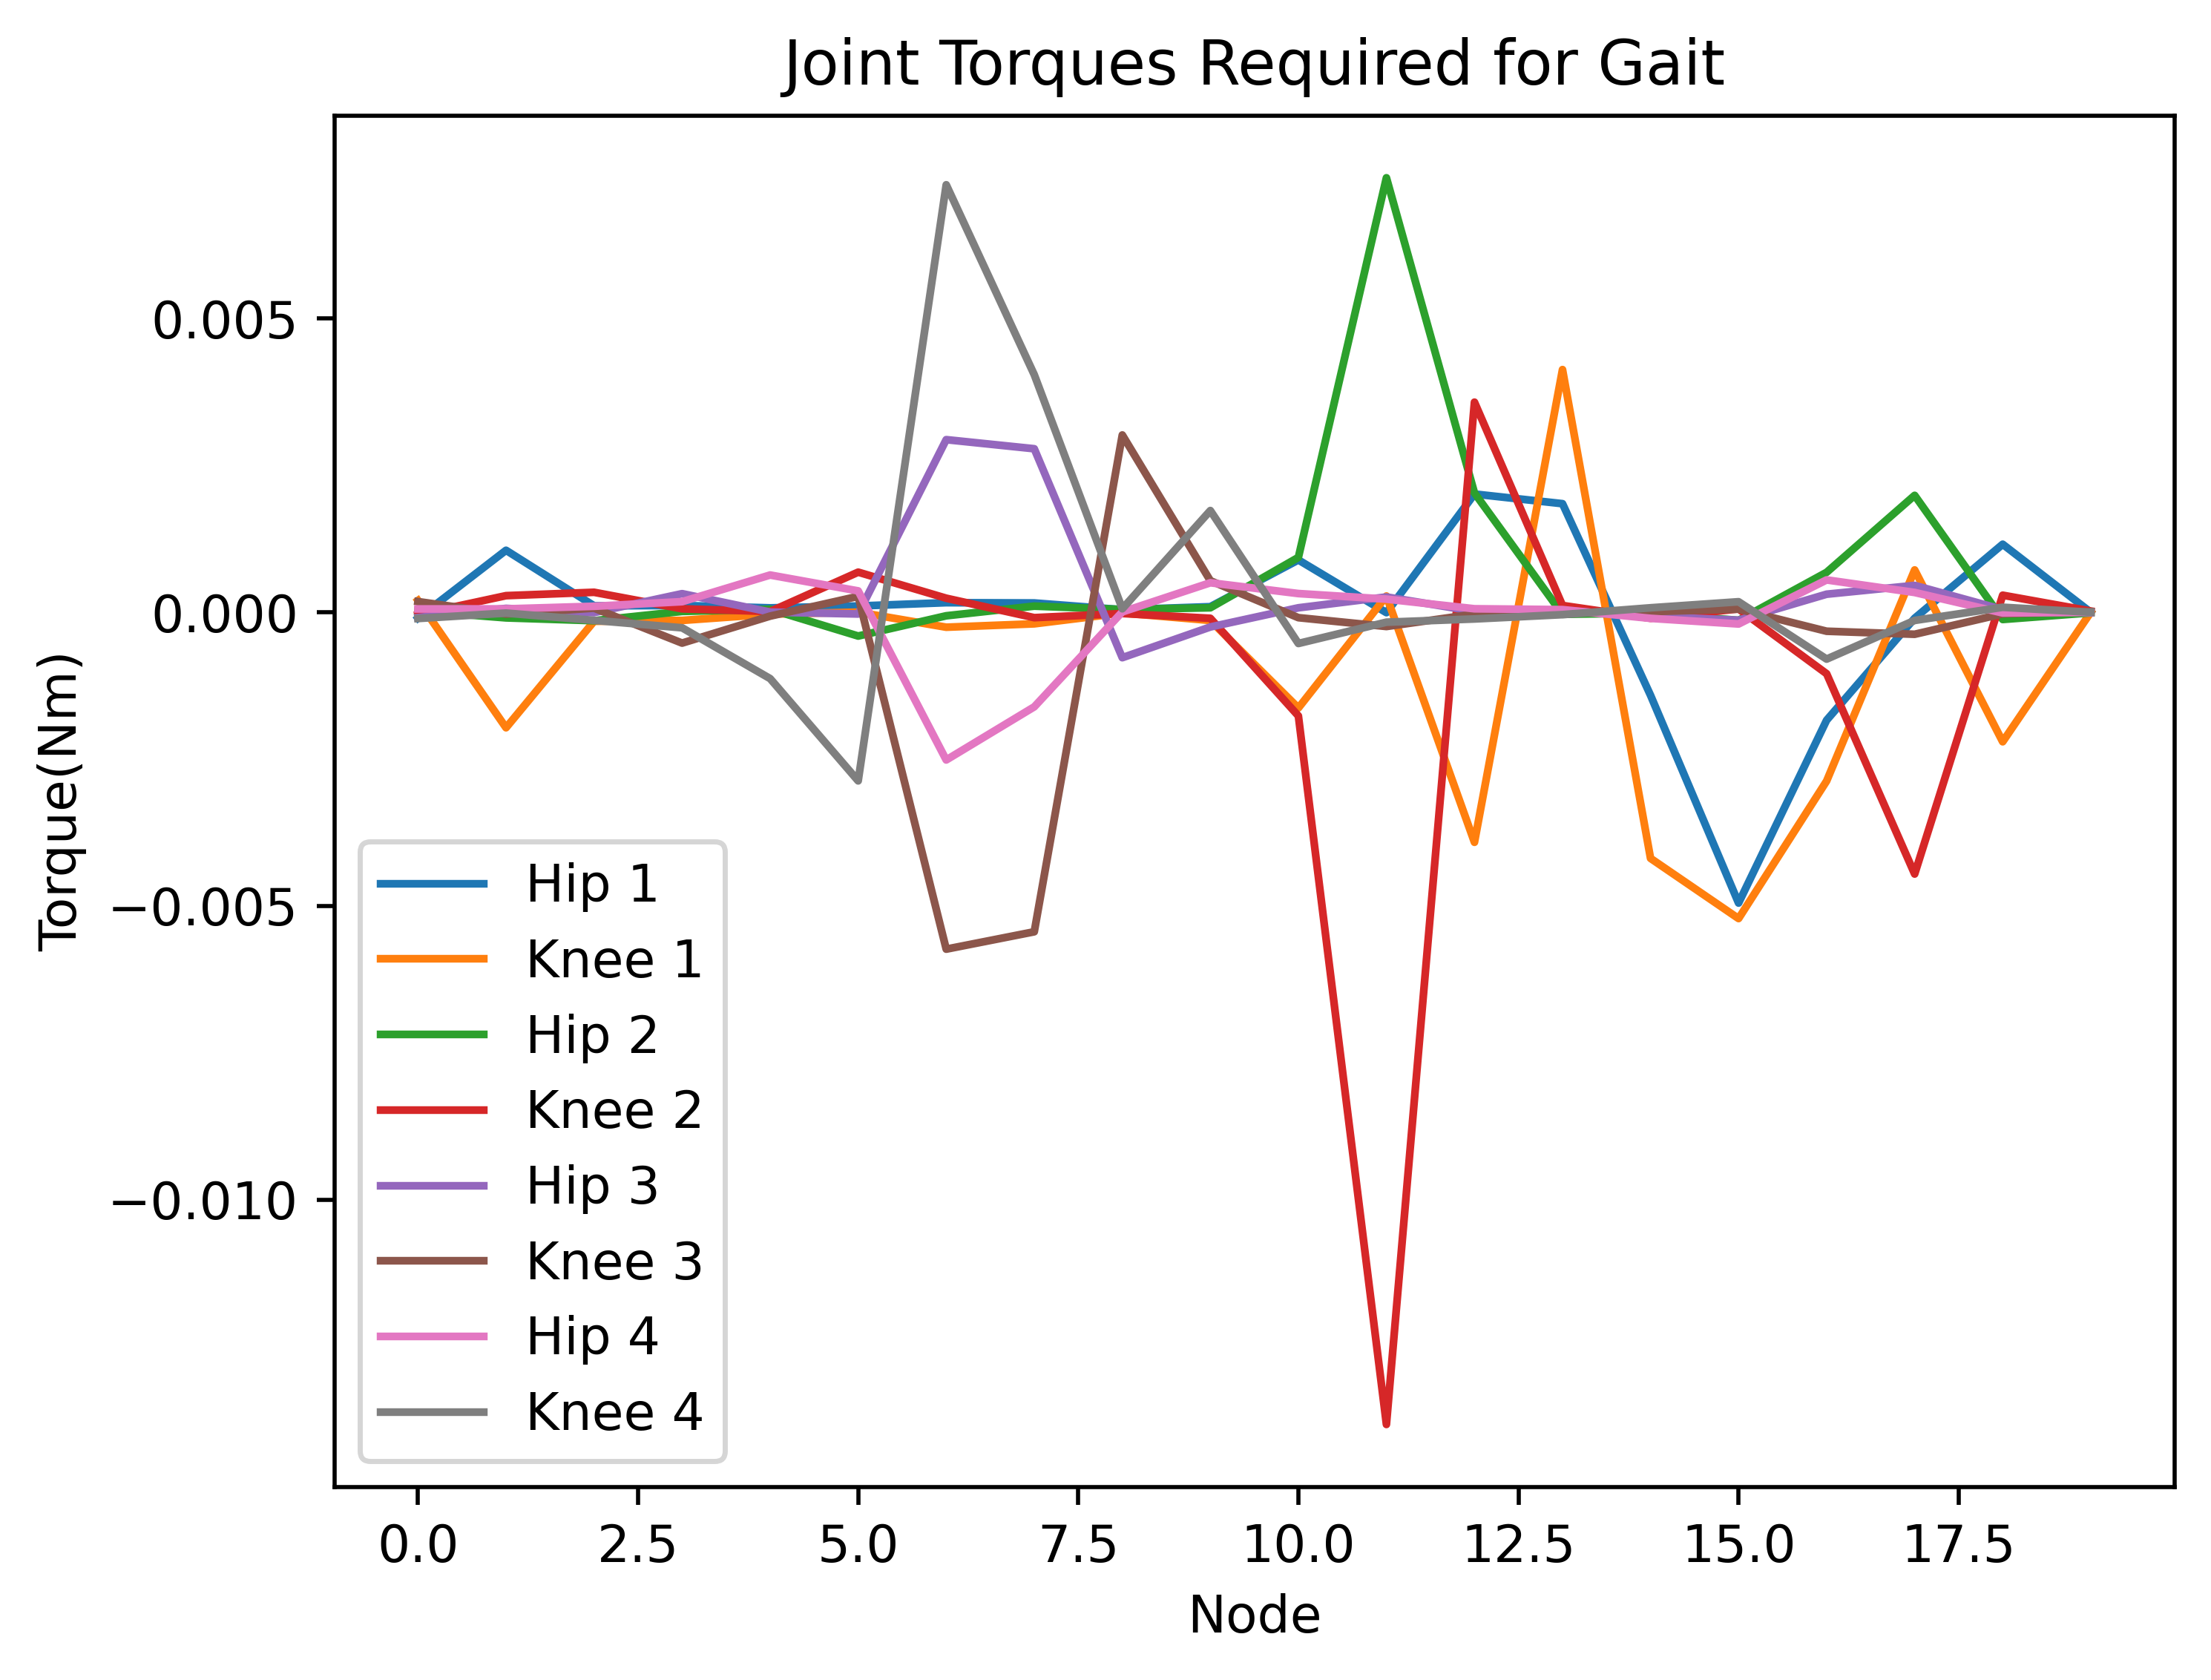 Joint Torques Required for Gait
Torque(Nm)
0.005
0.000
−0.005
−0.010
Hip 1
Knee 1
Hip 2
Knee 2
Hip 3
Knee 3
Hip 4
Knee 4
0.0 2.5 5.0 7.5 10.0 12.5 15.0 17.5
Node